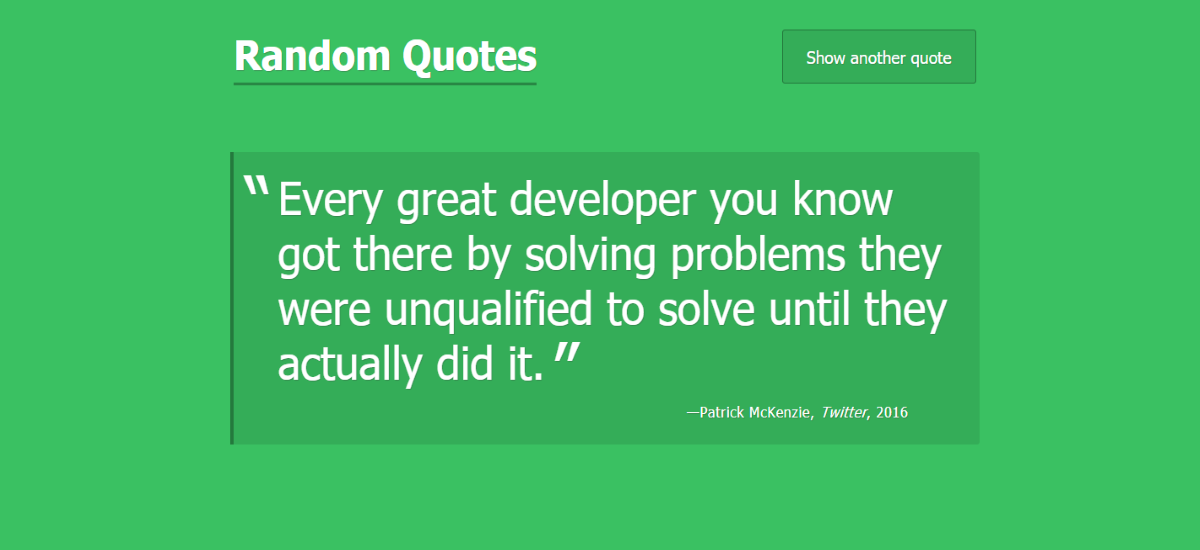 Random Quotes
Show another quote
“Every great developer you know
got there by solving problems they
were unqualified to solve until they
actually did it.”
—Patrick McKenzie, Twitter, 2016